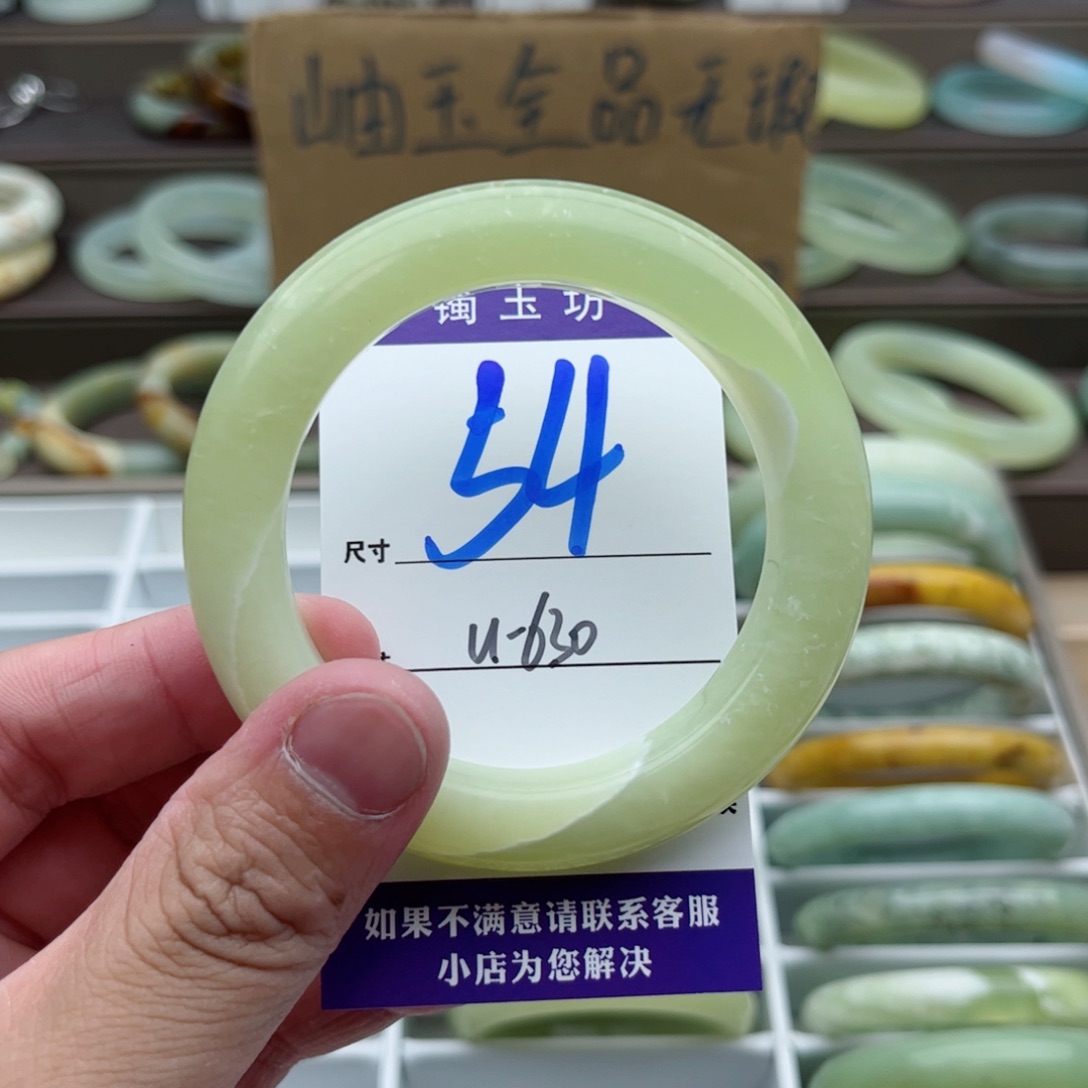 岫玉全品无瑕
镯玉坊
54
尺寸
u-630
如果不满意请联系客服
小店为您解决